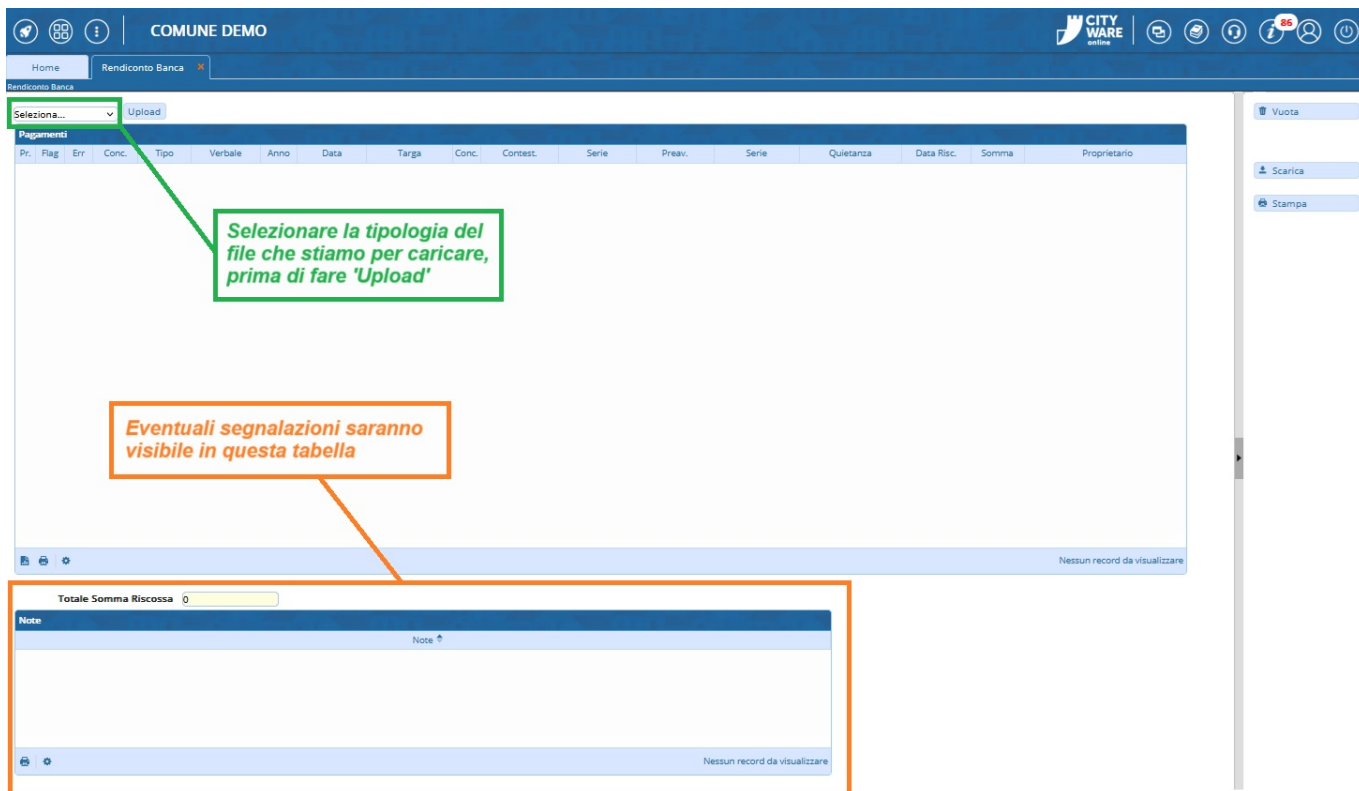 COMUNE DEMO
CITY
WARE
online
86
Home
Rendiconto Banca
Rendiconto Banca
Seleziona...
Upload
Vuota
Pagamenti
Pr. Flag Err Conc. Tipo Verbale Anno Data Targa Conc. Contest. Serie Preav. Serie Quietanza Data Risc. Somma Proprietario
Scarica
Stampa
Selezionare la tipologia del
file che stiamo per caricare,
prima di fare 'Upload'
Eventuali segnalazioni saranno
visibile in questa tabella
Nessun record da visualizzare
Totale Somma Riscossa 0
Note
Note
Nessun record da visualizzare